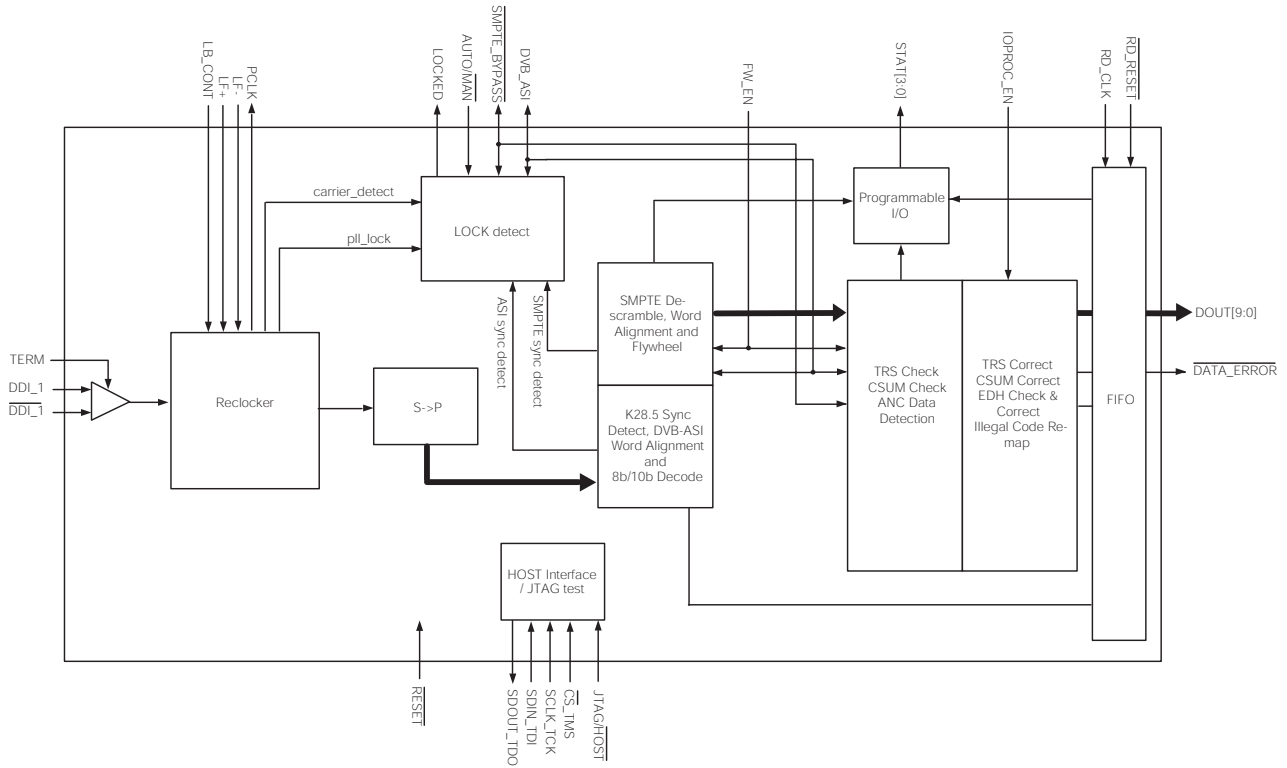 LB_CONT
LF+
LF-
PCLK
LOCKED
AUTO/MAN
SMPTE_BYPASS
DVB_ASI
FW_EN
STAT[3:0]
IOPROC_EN
RD_CLK
RD_RESET
carrier_detect
pll_lock
LOCK detect
Programmable
I/O
ASI sync detect
SMPTE sync detect
SMPTE De-
scramble, Word
Alignment and
Flywheel
K28.5 Sync
Detect, DVB-ASI
Word Alignment
and
8b/10b Decode
TRS Check
CSUM Check
ANC Data
Detection
TRS Correct
CSUM Correct
EDH Check &
Correct
Illegal Code Re-
map
FIFO
DOUT[9:0]
DATA_ERROR
TERM
DDI_1
DDI_1
Reclocker
S->P
HOST Interface
/ JTAG test
RESET
SDOUT_TDO
SDIN_TDI
SCLK_TCK
CS_TMS
JTAG/HOST